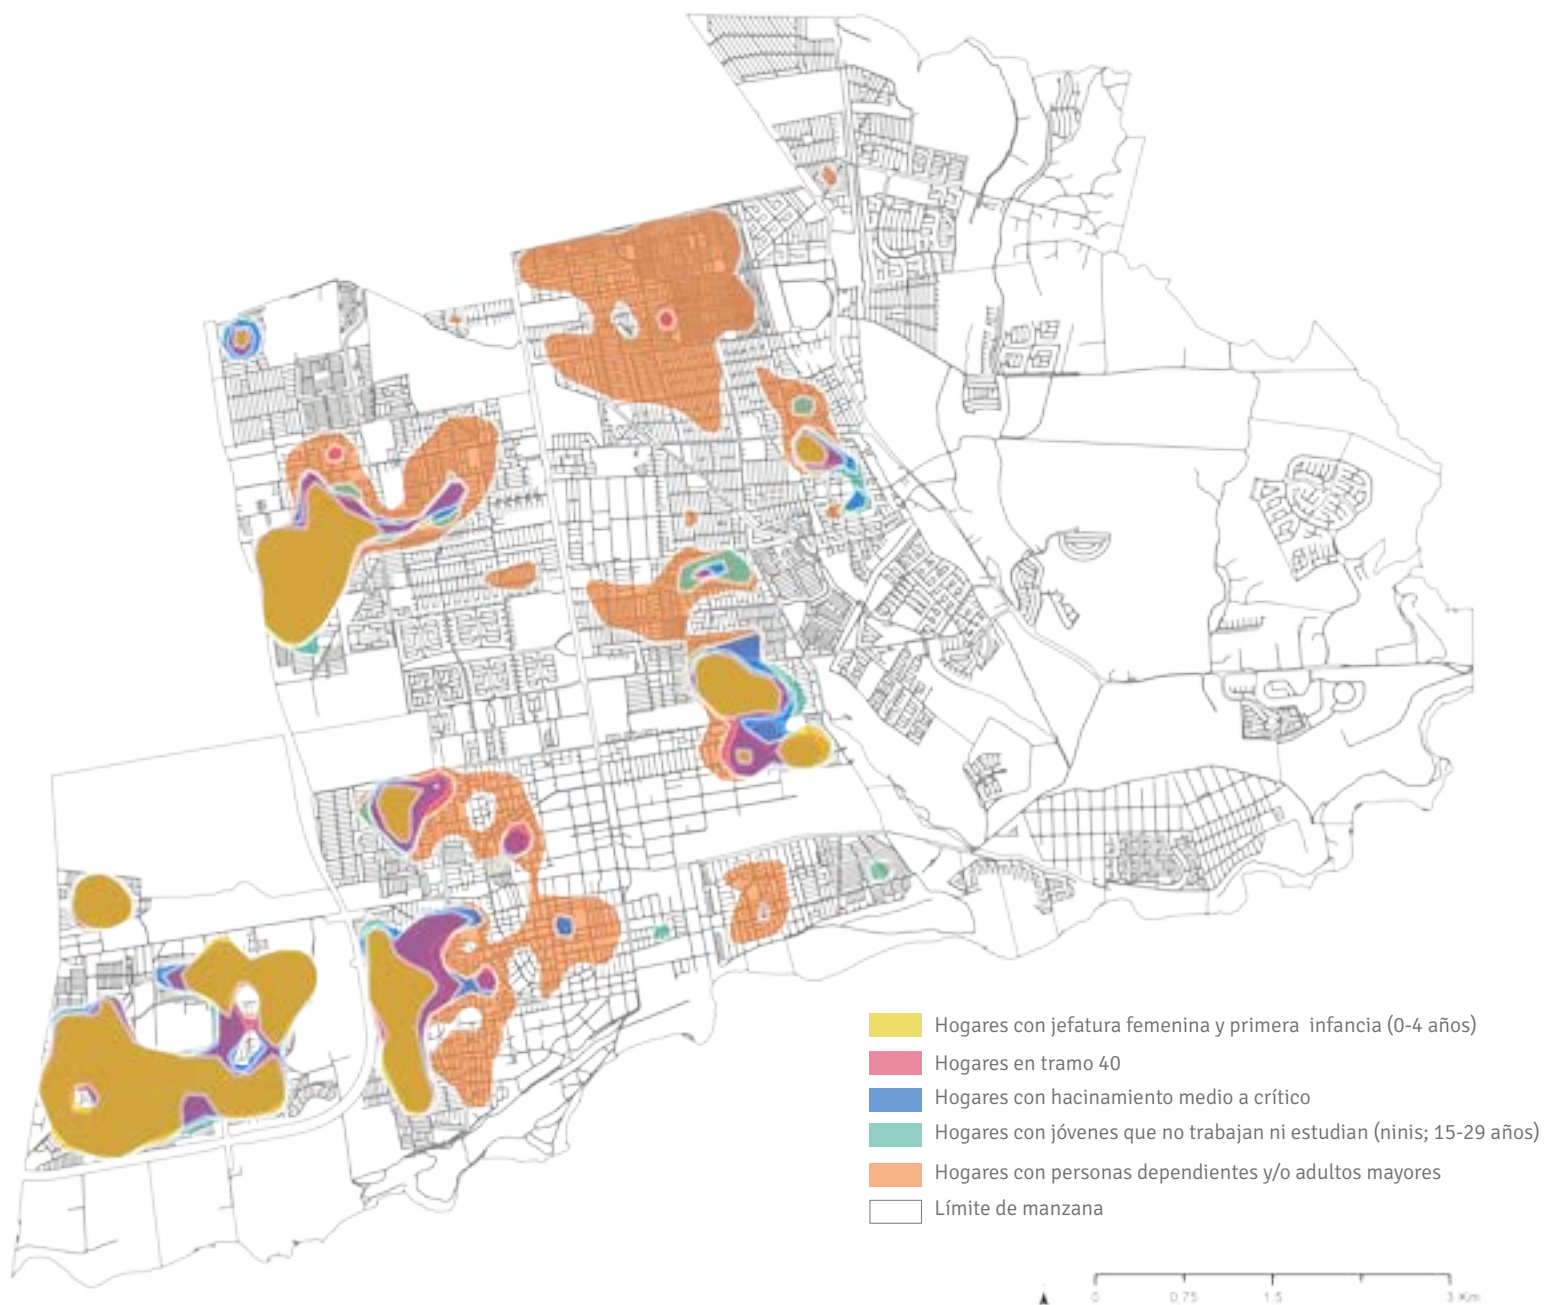 Hogares con jefatura femenina y primera infancia (0-4 años)
Hogares en tramo 40
Hogares con hacinamiento medio a crítico
Hogares con jóvenes que no trabajan ni estudian (ninis; 15-29 años)
Hogares con personas dependientes y/o adultos mayores
Límite de manzana
0 0.75 1.5 3 Km